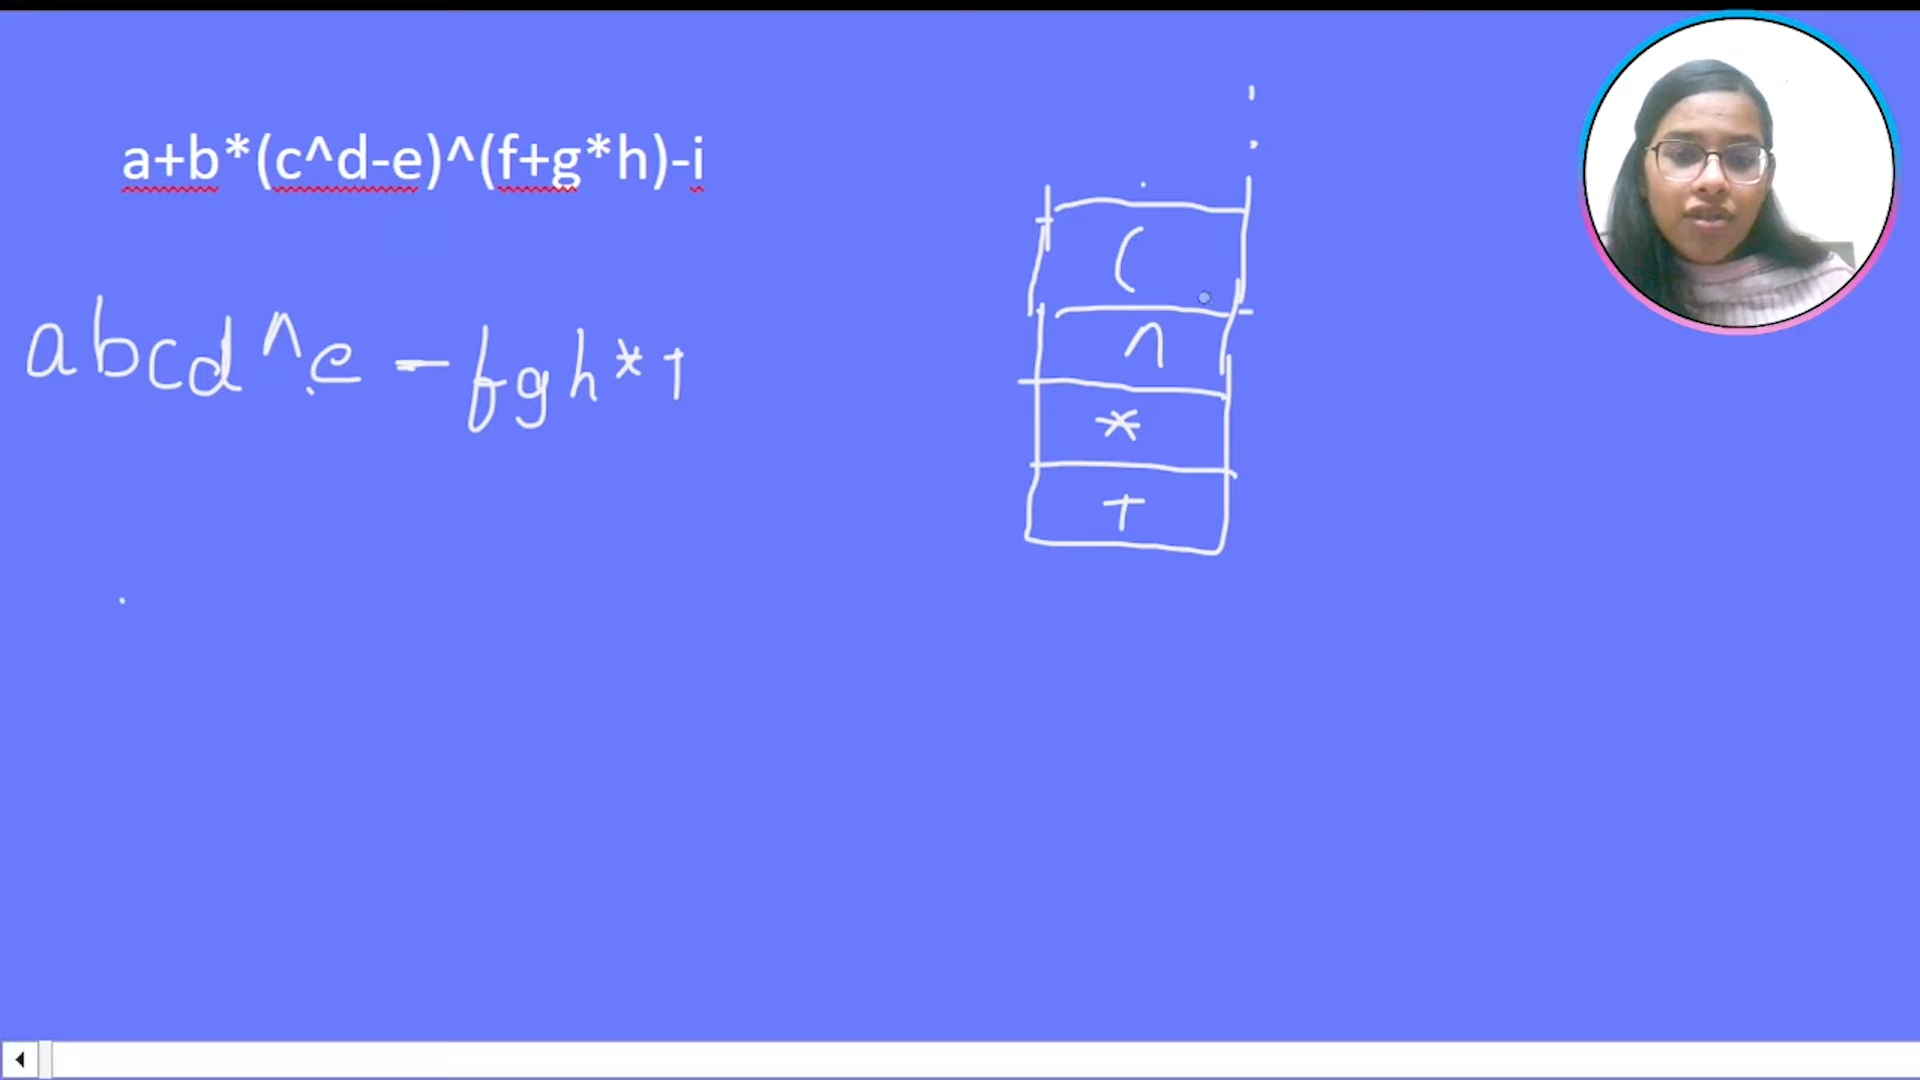 a+b*(c^d-e)^(f+g*h)-i
abcd^e-fgh*+
(
^
*
+